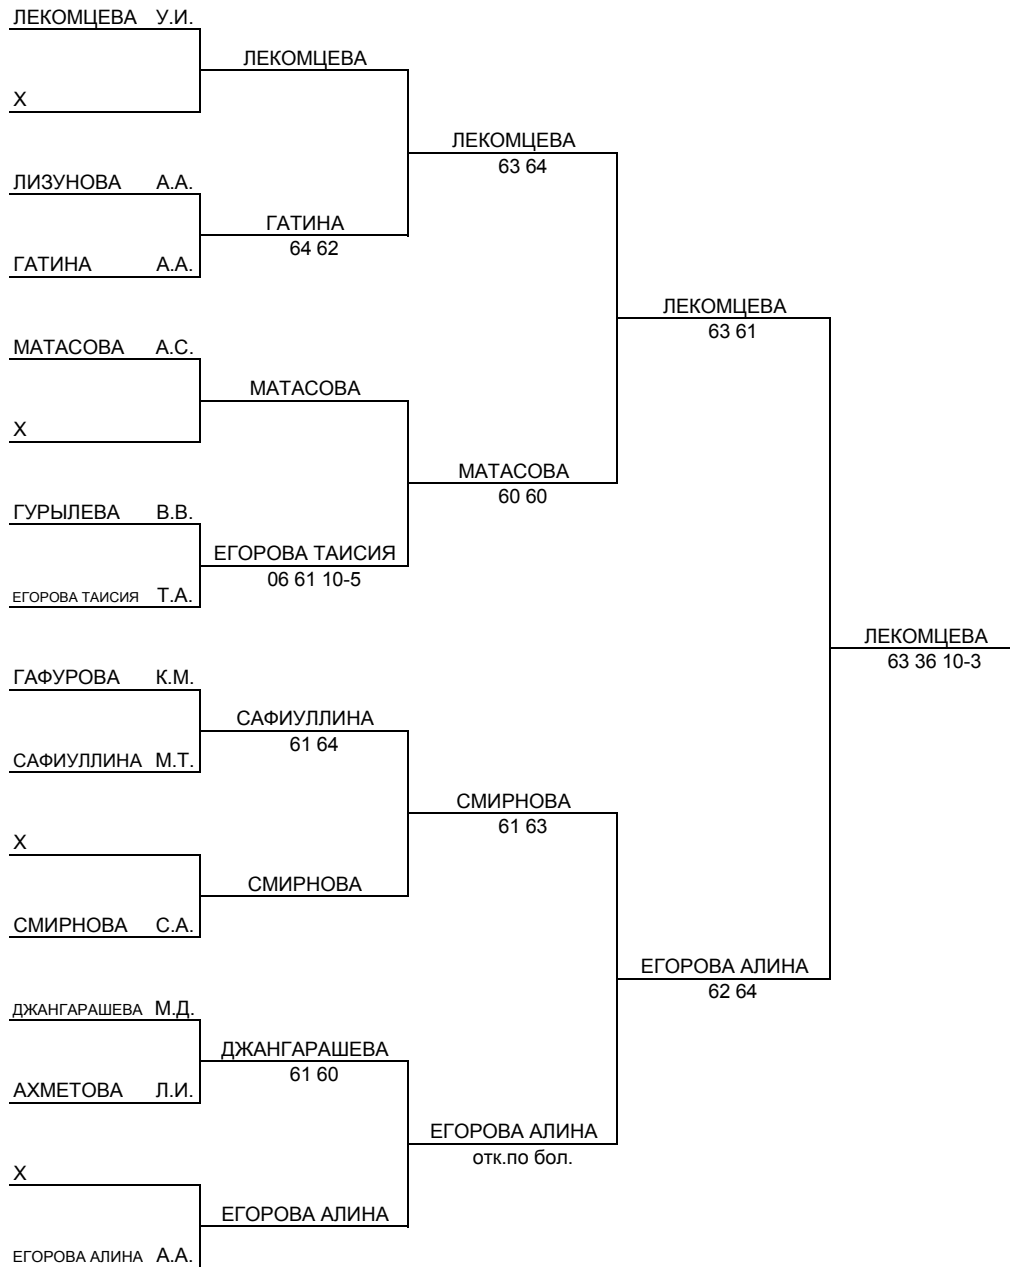 ЛЕКОМЦЕВА У.И.
ЛЕКОМЦЕВА
Х
ЛЕКОМЦЕВА
63 64
ЛИЗУНОВА А.А.
ГАТИНА
64 62
ГАТИНА А.А.
ЛЕКОМЦЕВА
63 61
МАТАСОВА А.С.
МАТАСОВА
Х
МАТАСОВА
60 60
ГУРЫЛЕВА В.В.
ЕГОРОВА ТАИСИЯ
06 61 10-5
ЕГОРОВА ТАИСИЯ Т.А.
ЛЕКОМЦЕВА
63 36 10-3
ГАФУРОВА К.М.
САФИУЛЛИНА
61 64
САФИУЛЛИНА М.Т.
СМИРНОВА
61 63
Х
СМИРНОВА
СМИРНОВА С.А.
ЕГОРОВА АЛИНА
62 64
ДЖАНГАРАШЕВА М.Д.
ДЖАНГАРАШЕВА
61 60
АХМЕТОВА Л.И.
ЕГОРОВА АЛИНА
отк.по бол.
Х
ЕГОРОВА АЛИНА
ЕГОРОВА АЛИНА А.А.